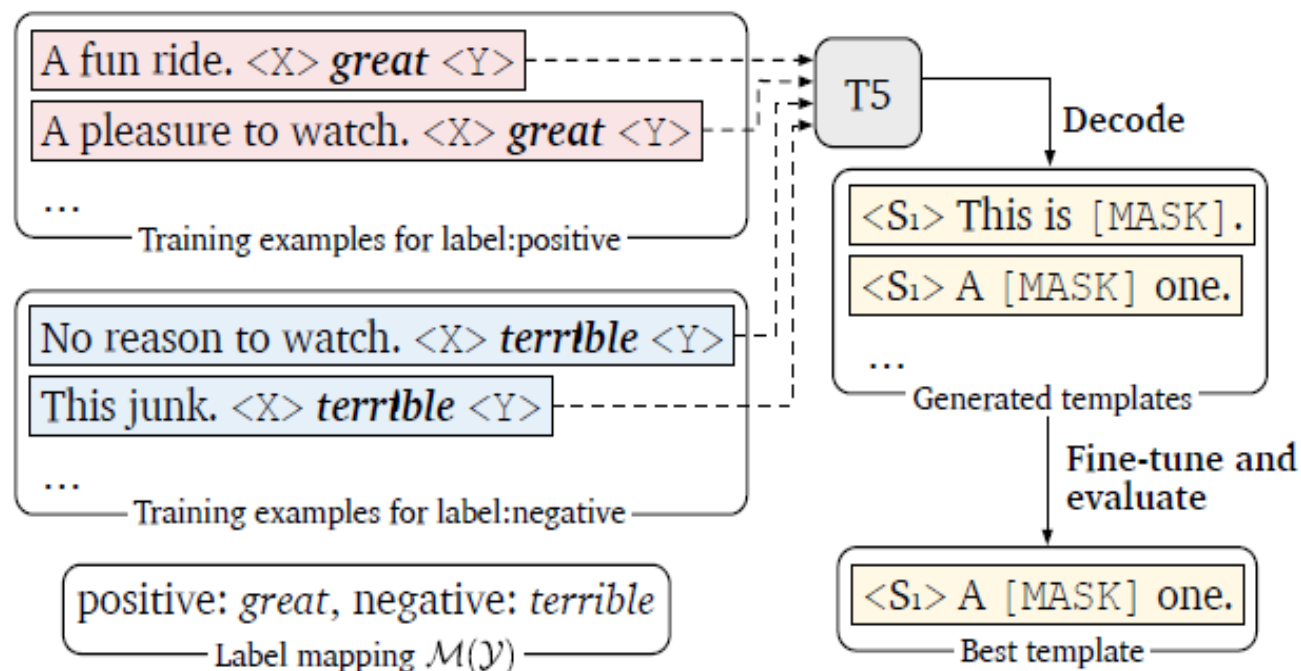 A fun ride. <X> great <Y>
A pleasure to watch. <X> great <Y>
...
Training examples for label:positive
No reason to watch. <X> terrible <Y>
This junk. <X> terrible <Y>
...
Training examples for label:negative
positive: great, negative: terrible
Label mapping M(Y)
T5
Decode
<S₁> This is [MASK].
<S₁> A [MASK] one.
...
Generated templates
Fine-tune and
evaluate
<S₁> A [MASK] one.
Best template